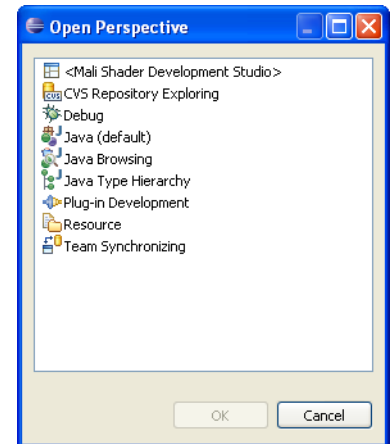 Open Perspective
<Mali Shader Development Studio>
CVS Repository Exploring
Debug
Java (default)
Java Browsing
Java Type Hierarchy
Plug-in Development
Resource
Team Synchronizing
OK Cancel